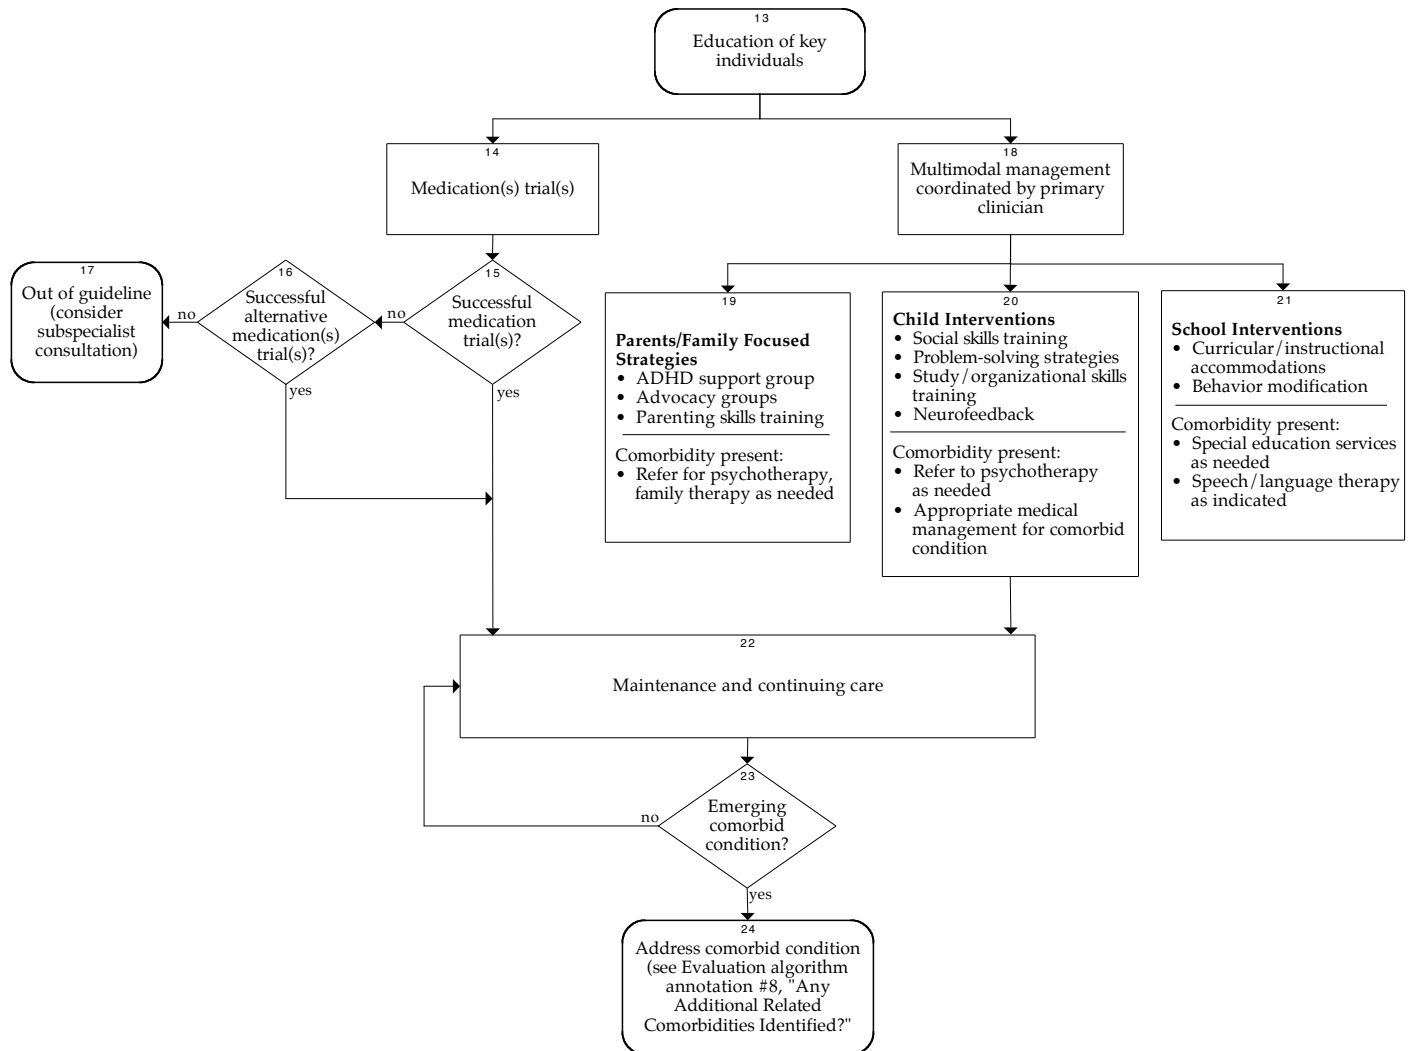 13
Education of key
individuals
14
Medication(s) trial(s)
18
Multimodal management
coordinated by primary
clinician
17
Out of guideline
(consider
subspecialist
consultation)
no
16
Successful
alternative
medication(s)
trial(s)?
yes
no
15
Successful
medication
trial(s)?
yes
19
Parents/Family Focused
Strategies
• ADHD support group
• Advocacy groups
• Parenting skills training
Comorbidity present:
• Refer for psychotherapy,
family therapy as needed
20
Child Interventions
• Social skills training
• Problem-solving strategies
• Study/organizational skills
training
• Neurofeedback
Comorbidity present:
• Refer to psychotherapy
as needed
• Appropriate medical
management for comorbid
condition
21
School Interventions
• Curricular/instructional
accommodations
• Behavior modification
Comorbidity present:
• Special education services
as needed
• Speech/language therapy
as indicated
22
Maintenance and continuing care
23
Emerging
comorbid
condition?
no
yes
24
Address comorbid condition
(see Evaluation algorithm
annotation #8, "Any
Additional Related
Comorbidities Identified?"